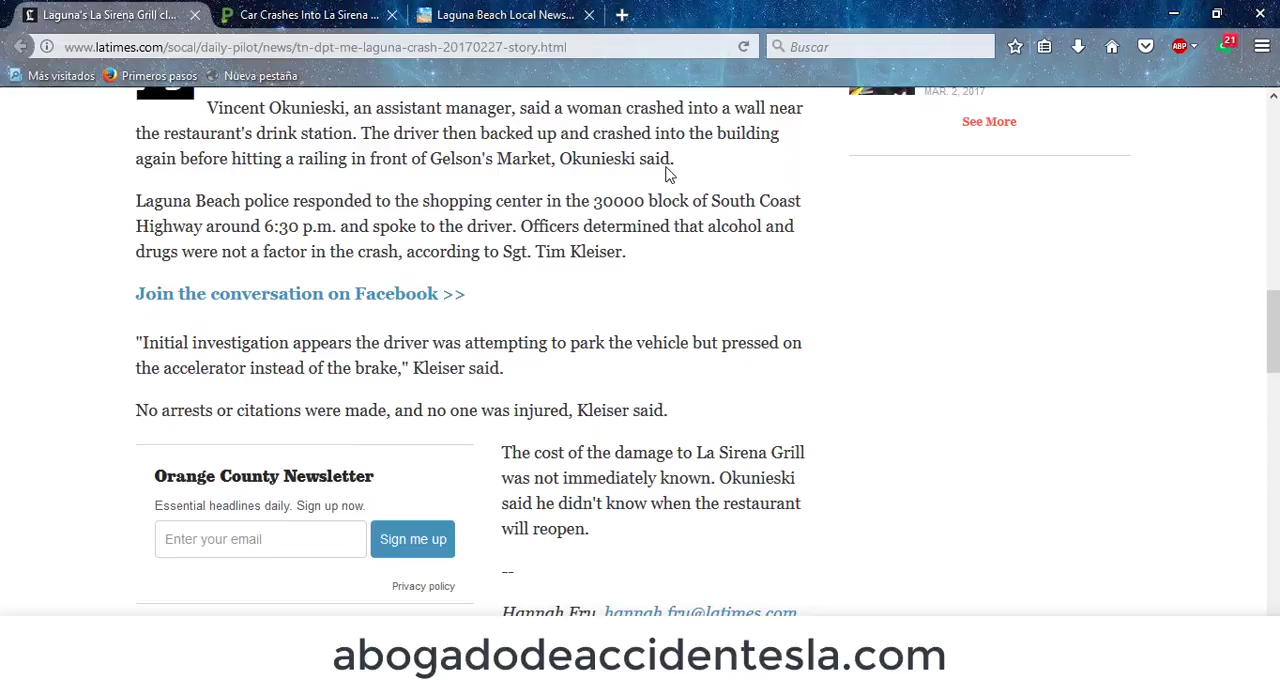 Laguna's La Sirena Grill cl...
Car Crashes Into La Sirena ...
Laguna Beach Local News...
www.latimes.com/socal/daily-pilot/news/tn-dpt-me-laguna-crash-20170227-story.html
Buscar
ABP
21
Más visitados
Primeros pasos
Nueva pestaña
Vincent Okunieski, an assistant manager, said a woman crashed into a wall near
the restaurant's drink station. The driver then backed up and crashed into the building
again before hitting a railing in front of Gelson's Market, Okunieski said.
MAR. 2, 2017
See More
Laguna Beach police responded to the shopping center in the 30000 block of South Coast
Highway around 6:30 p.m. and spoke to the driver. Officers determined that alcohol and
drugs were not a factor in the crash, according to Sgt. Tim Kleiser.
Join the conversation on Facebook >>
"Initial investigation appears the driver was attempting to park the vehicle but pressed on
the accelerator instead of the brake," Kleiser said.
No arrests or citations were made, and no one was injured, Kleiser said.
Orange County Newsletter
Essential headlines daily. Sign up now.
Enter your email
Sign me up
Privacy policy
The cost of the damage to La Sirena Grill
was not immediately known. Okunieski
said he didn't know when the restaurant
will reopen.
--
Hannah Fry, hannah.fry@latimes.com
abogadodeaccidentesla.com